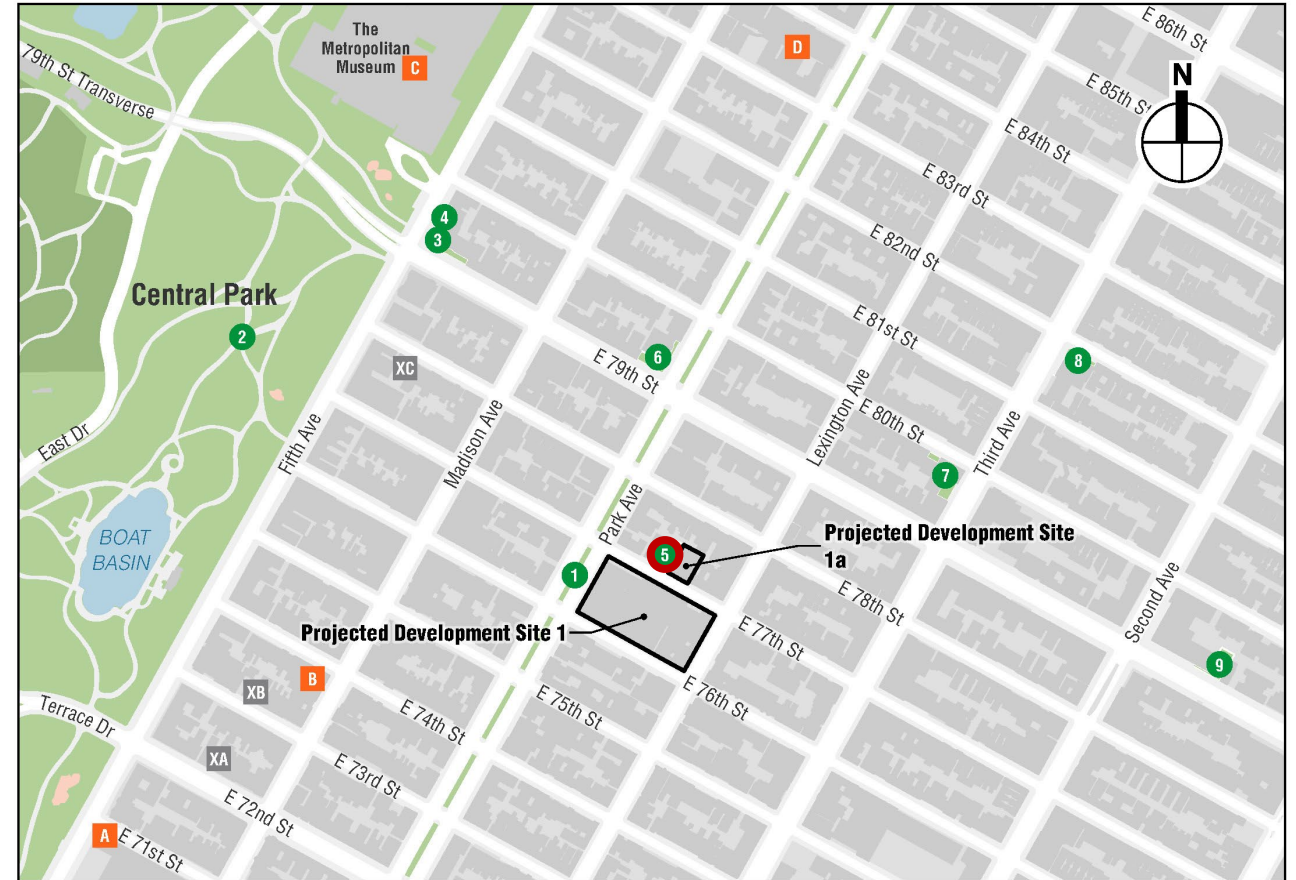 The
Metropolitan
Museum
C
D
E 86th St
N
79th St Transverse
E 85th St
E 84th St
E 83rd St
4
3
E 82nd St
Central Park
2
E 81st St
6
8
E 79th St
XC
Fifth Ave
Madison Ave
Lexington Ave
E 80th St
Third Ave
7
East Dr
BOAT
BASIN
Park Ave
5
Projected Development Site
1a
1
E 78th St
Second Ave
Projected Development Site 1
E 77th St
9
B
XB
E 76th St
E 75th St
Terrace Dr
E 74th St
XA
E 73rd St
E 72nd St
A
E 71st St